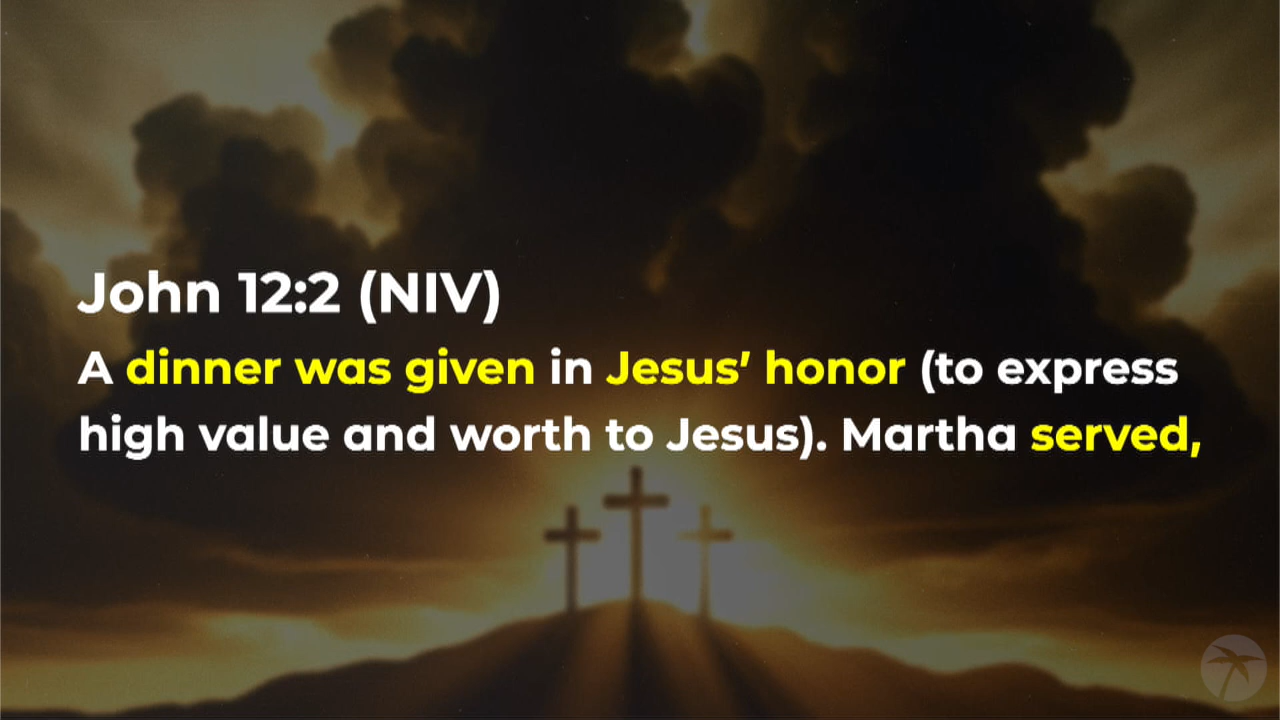 John 12:2 (NIV)
A dinner was given in Jesus’ honor (to express
high value and worth to Jesus). Martha served,